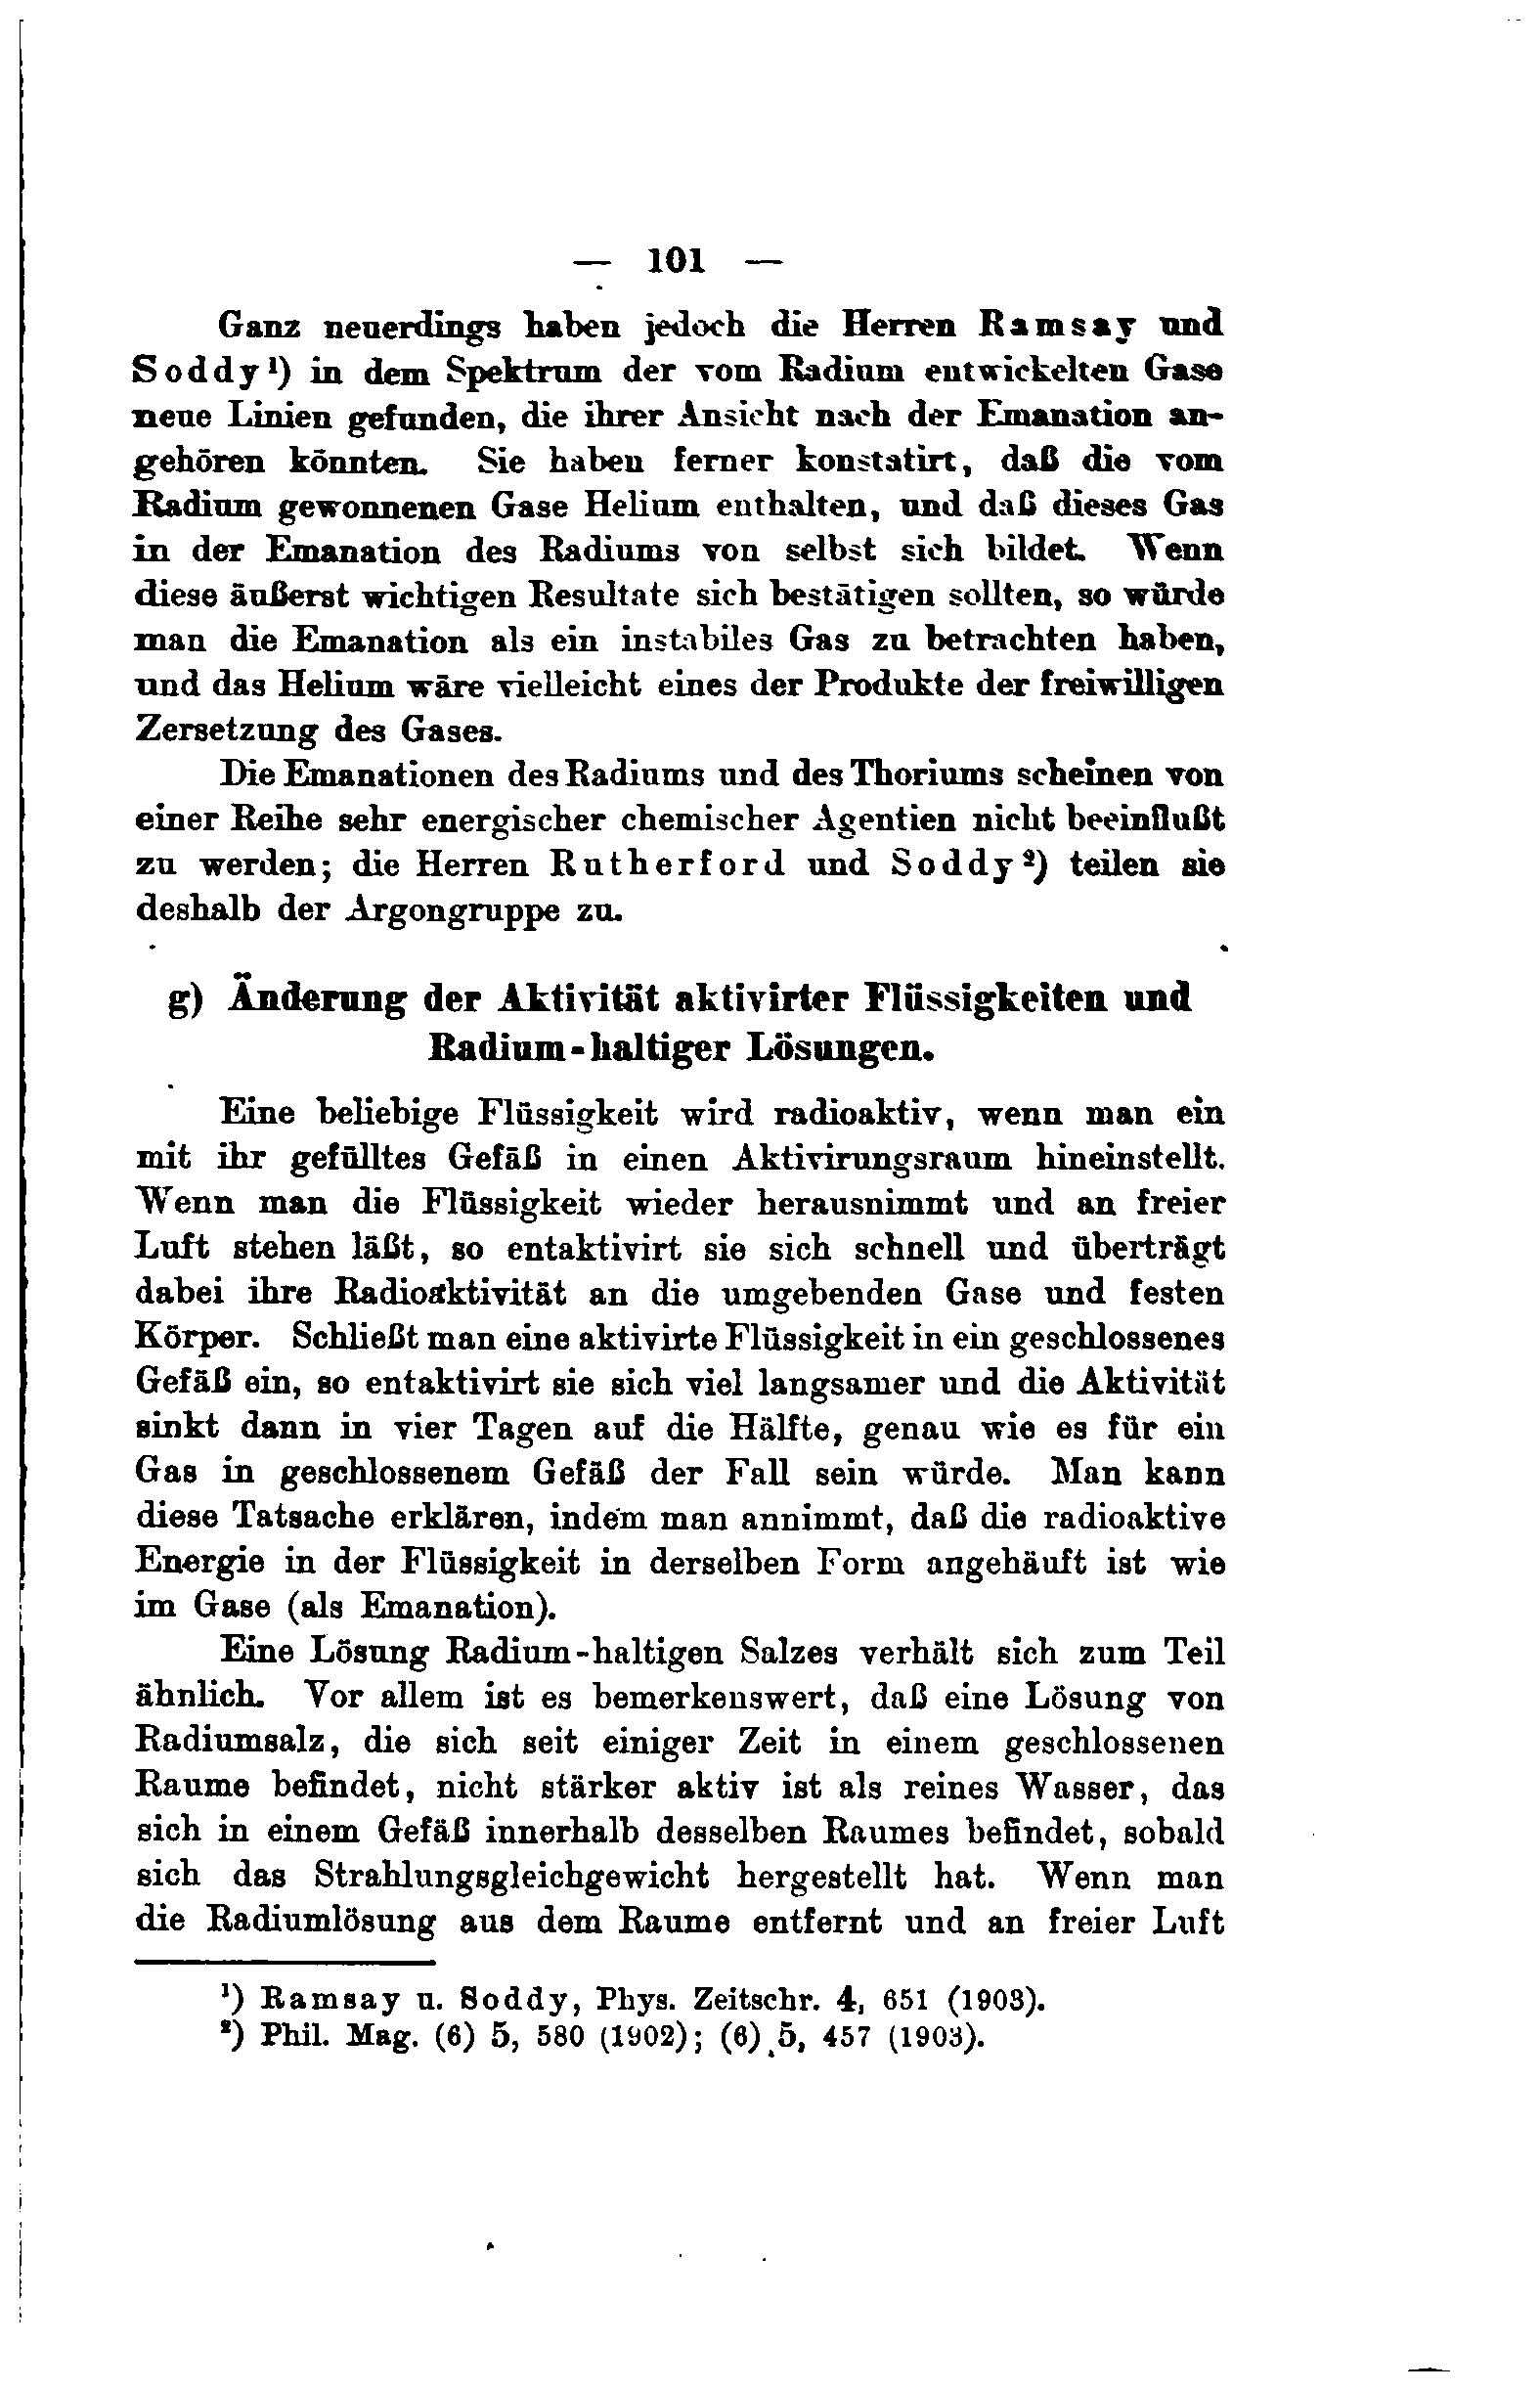 — 101 —
Ganz neuerdings haben jedoch die Herren Ramsay und
Soddy¹) in dem Spektrum der vom Radium entwickelten Gase
neue Linien gefunden, die ihrer Ansicht nach der Emanation an-
gehören könnten. Sie haben ferner konstatirt, daß die vom
Radium gewonnenen Gase Helium enthalten, und daß dieses Gas
in der Emanation des Radiums von selbst sich bildet. Wenn
diese äußerst wichtigen Resultate sich bestätigen sollten, so würde
man die Emanation als ein instabiles Gas zu betrachten haben,
und das Helium wäre vielleicht eines der Produkte der freiwilligen
Zersetzung des Gases.
Die Emanationen des Radiums und des Thoriums scheinen von
einer Reihe sehr energischer chemischer Agentien nicht beeinflußt
zu werden; die Herren Rutherford und Soddy²) teilen sie
deshalb der Argongruppe zu.
g) Änderung der Aktivität aktivirter Flüssigkeiten und
Radium-haltiger Lösungen.
Eine beliebige Flüssigkeit wird radioaktiv, wenn man ein
mit ihr gefülltes Gefäß in einen Aktivirungsraum hineinstellt.
Wenn man die Flüssigkeit wieder herausnimmt und an freier
Luft stehen läßt, so entaktivirt sie sich schnell und überträgt
dabei ihre Radioaktivität an die umgebenden Gase und festen
Körper. Schließt man eine aktivirte Flüssigkeit in ein geschlossenes
Gefäß ein, so entaktivirt sie sich viel langsamer und die Aktivität
sinkt dann in vier Tagen auf die Hälfte, genau wie es für ein
Gas in geschlossenem Gefäß der Fall sein würde. Man kann
diese Tatsache erklären, indem man annimmt, daß die radioaktive
Energie in der Flüssigkeit in derselben Form angehäuft ist wie
im Gase (als Emanation).
Eine Lösung Radium-haltigen Salzes verhält sich zum Teil
ähnlich. Vor allem ist es bemerkenswert, daß eine Lösung von
Radiumsalz, die sich seit einiger Zeit in einem geschlossenen
Raume befindet, nicht stärker aktiv ist als reines Wasser, das
sich in einem Gefäß innerhalb desselben Raumes befindet, sobald
sich das Strahlungsgleichgewicht hergestellt hat. Wenn man
die Radiumlösung aus dem Raume entfernt und an freier Luft
¹) Ramsay u. Soddy, Phys. Zeitschr. 4, 651 (1903).
²) Phil. Mag. (6) 5, 580 (1902); (6) 5, 457 (1903).